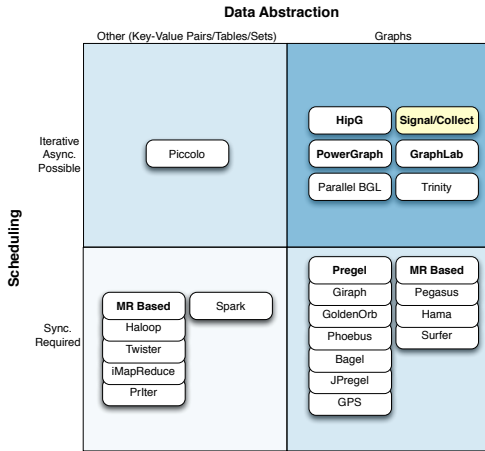 Data Abstraction
Other (Key-Value Pairs/Tables/Sets)
Graphs
Scheduling
Iterative
Async.
Possible
Piccolo
HipG
Signal/Collect
PowerGraph
GraphLab
Parallel BGL
Trinity
Sync.
Required
MR Based
Haloop
Twister
iMapReduce
PrIter
Spark
Pregel
Giraph
GoldenOrb
Phoebus
Bagel
JPregel
GPS
MR Based
Pegasus
Hama
Surfer